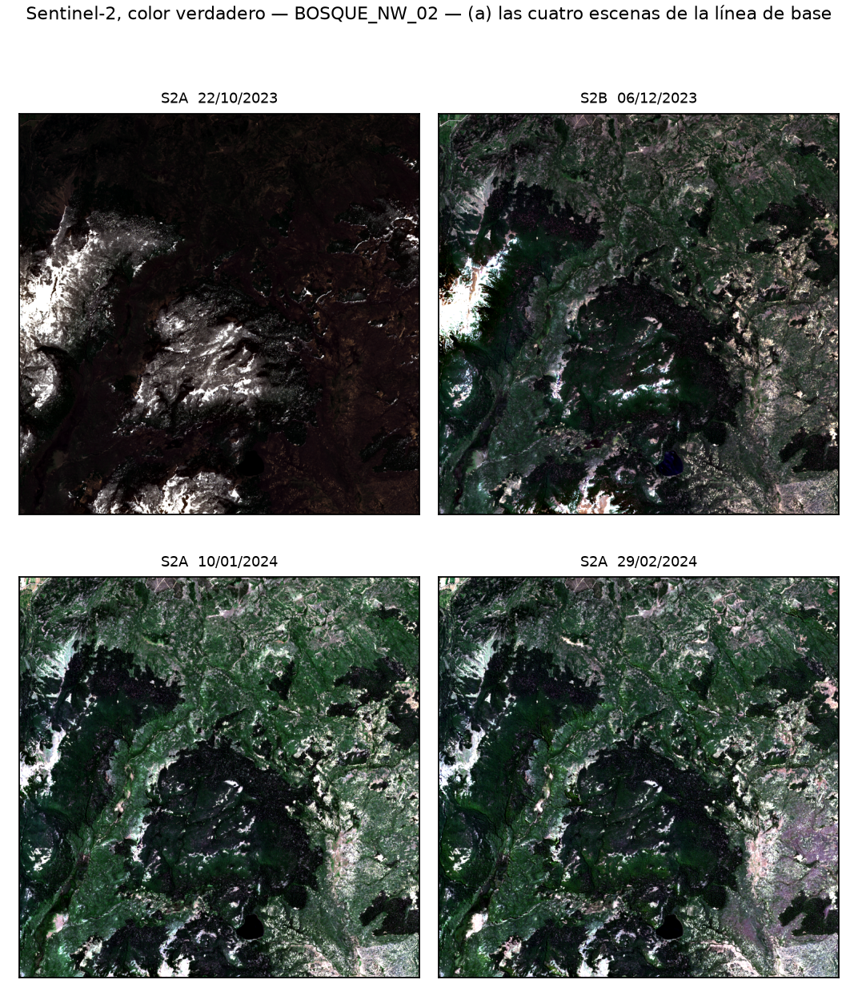 Sentinel-2, color verdadero — BOSQUE_NW_02 — (a) las cuatro escenas de la línea de base
S2A  22/10/2023
S2B  06/12/2023
S2A  10/01/2024
S2A  29/02/2024